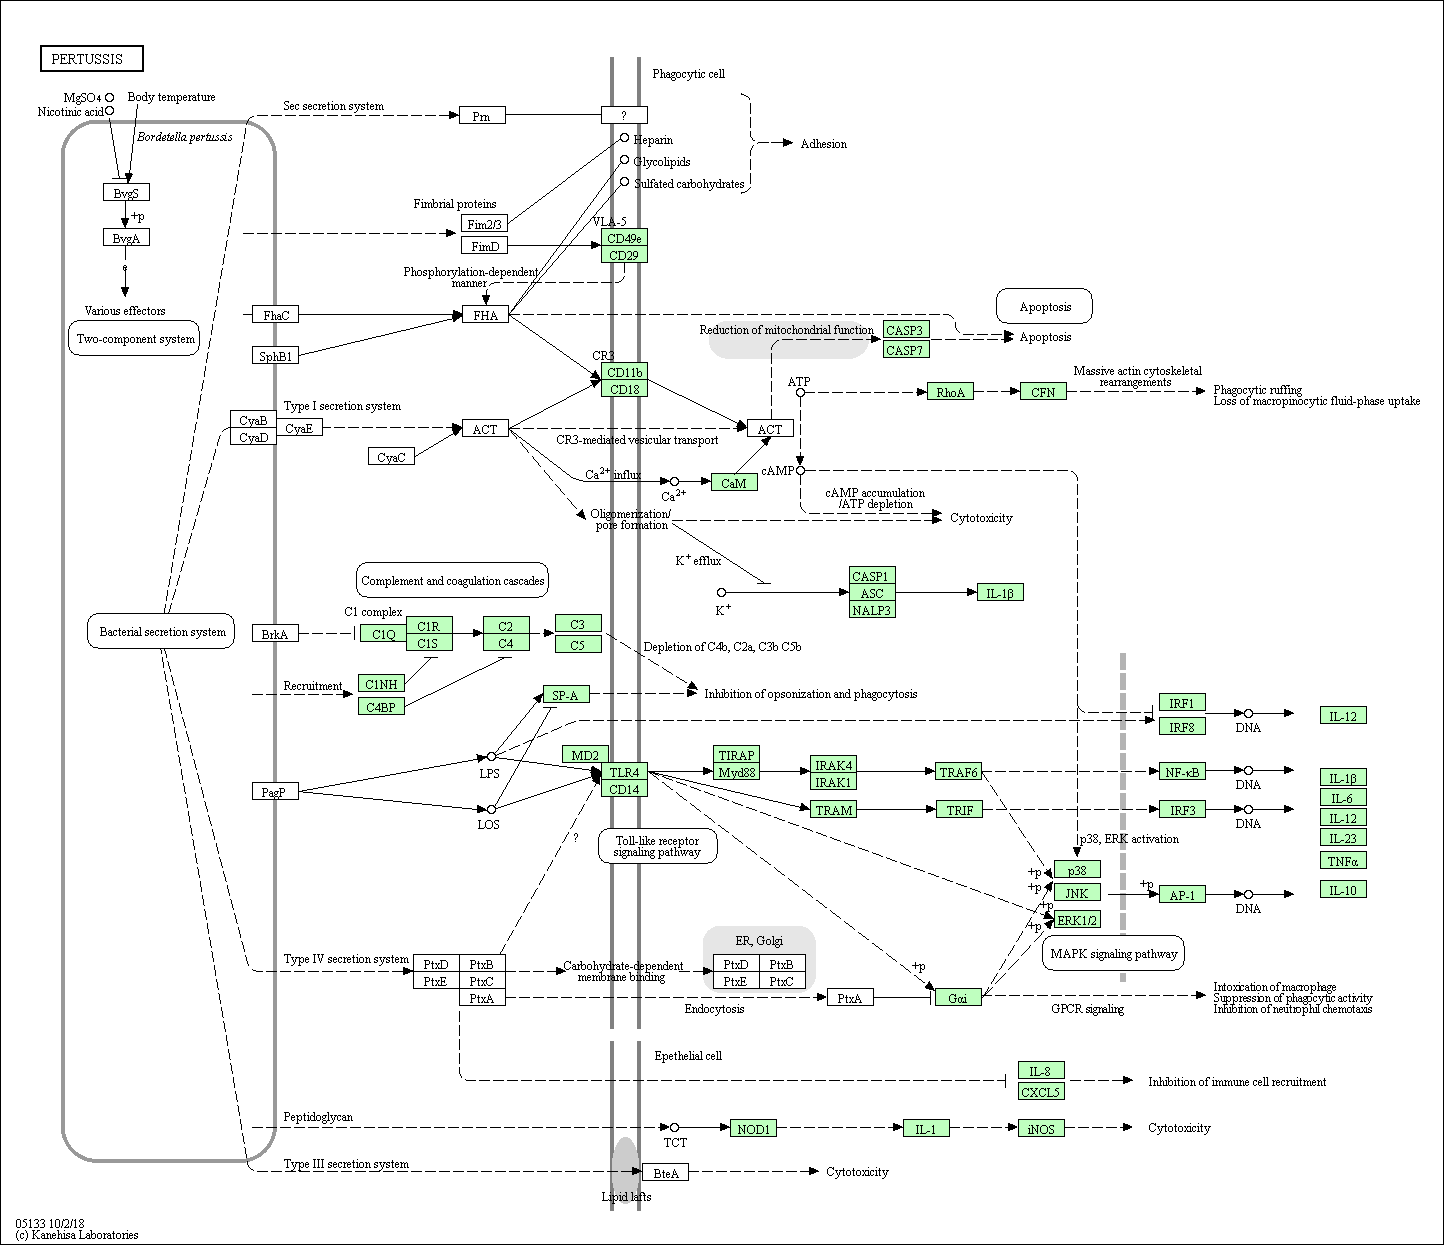 PERTUSSIS
Phagocytic cell
MgSO4
Nicotinic acid
Body temperature
Sec secretion system
Prn
?
Bordetella pertussis
Heparin
Adhesion
Glycolipids
Sulfated carbohydrates
BvgS
+p
BvgA
e
Various effectors
Two-component system
Fimbrial proteins
Fim2/3
FimD
VLA-5
CD49e
CD29
Phosphorylation-dependent
manner
FhaC
FHA
SphB1
Reduction of mitochondrial function
CASP3
CASP7
Apoptosis
Apoptosis
CR3
CD11b
CD18
ATP
RhoA
CFN
Massive actin cytoskeletal
rearrangements
Phagocytic ruffing
Loss of macropinocytic fluid-phase uptake
Type I secretion system
CyaB
CyaD
CyaE
CyaC
ACT
ACT
CR3-mediated vesicular transport
Ca2+ influx
Ca2+
CaM
cAMP
cAMP accumulation
/ATP depletion
Cytotoxicity
Oligomerization/
pore formation
K+ efflux
K+
CASP1
ASC
NALP3
IL-1β
Complement and coagulation cascades
Bacterial secretion system
BrkA
C1 complex
C1Q
C1R
C1S
C2
C4
C3
C5
Depletion of C4b, C2a, C3b C5b
Recruitment
C1NH
C4BP
SP-A
Inhibition of opsonization and phagocytosis
IRF1
IRF8
DNA
IL-12
LPS
LOS
PagP
MD2
TLR4
CD14
TIRAP
Myd88
IRAK4
IRAK1
TRAF6
NF-κB
DNA
TRAM
TRIF
IRF3
DNA
IL-1β
IL-6
IL-12
IL-23
TNFα
IL-10
?
Toll-like receptor
signaling pathway
p38, ERK activation
+p
+p
+p
+p
p38
JNK
ERK1/2
+p
AP-1
DNA
MAPK signaling pathway
Type IV secretion system
PtxD
PtxB
PtxE
PtxC
PtxA
Carbohydrate-dependent
membrane binding
ER, Golgi
PtxD
PtxB
PtxE
PtxC
Endocytosis
PtxA
+p
Gαi
GPCR signaling
Intoxication of macrophage
Suppression of phagocytic activity
Inhibition of neutrophil chemotaxis
Epethelial cell
IL-8
CXCL5
Inhibition of immune cell recruitment
Peptidoglycan
TCT
NOD1
IL-1
iNOS
Cytotoxicity
Type III secretion system
BteA
Cytotoxicity
Lipid lafts
05133 10/2/18
(c) Kanehisa Laboratories